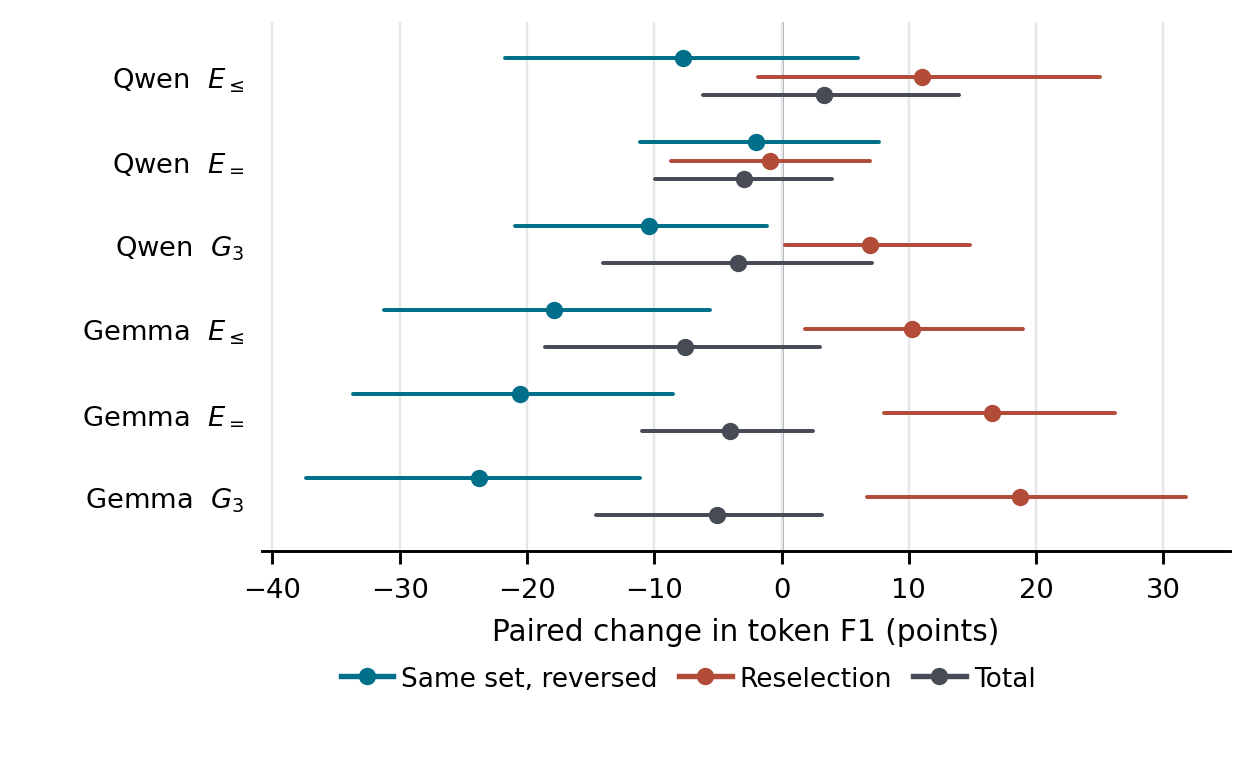 Qwen E≤
Qwen E=
Qwen G3
Gemma E≤
Gemma E=
Gemma G3
−40 −30 −20 −10 0 10 20 30
Paired change in token F1 (points)
Same set, reversed Reselection Total